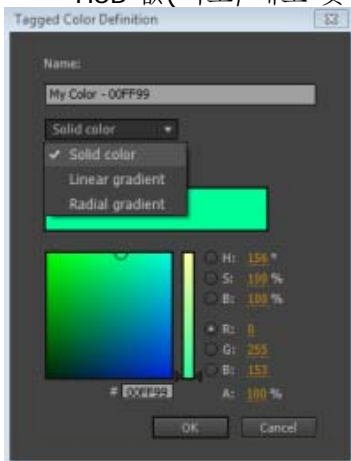 Tagged Color Definition
Name:
My Color - 00FF99
Solid color
Solid color
Linear gradient
Radial gradient
H: 156 °
S: 100 %
B: 100 %
R: 0
G: 255
B: 153
# 00FF99
A: 100 %
OK Cancel